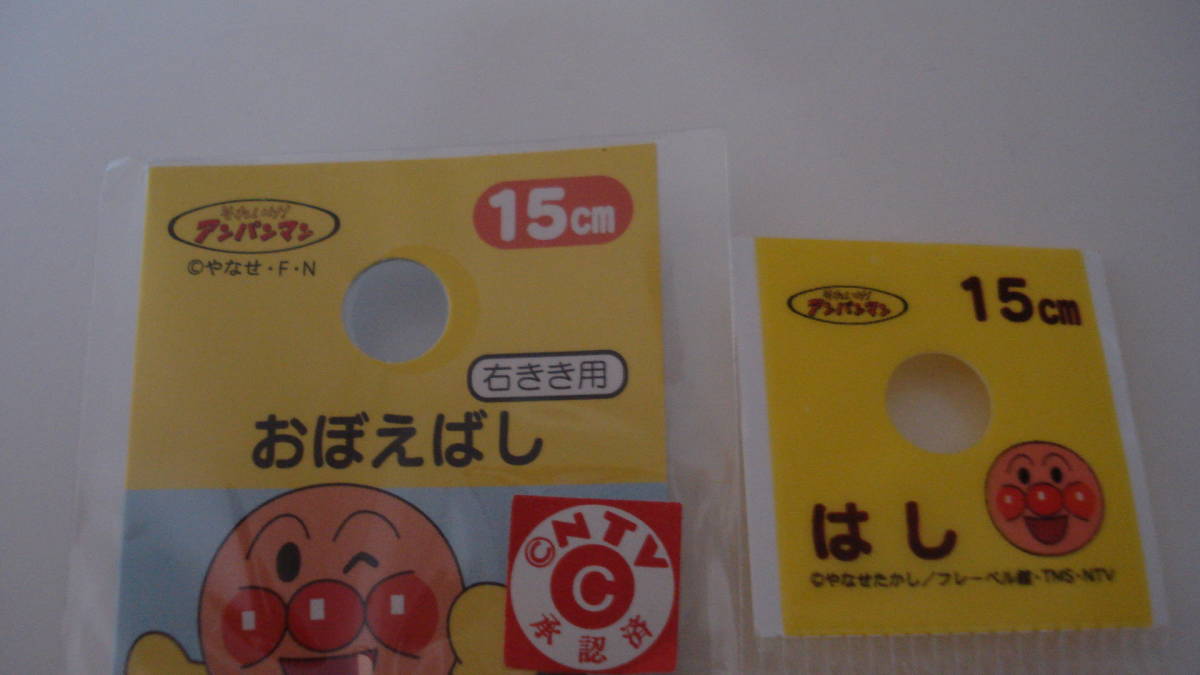 それいけ!
アンパンマン
©やなせ・F・N
15cm
右きき用
おぼえばし
©NTV
C
承認済
それいけ!
アンパンマン
15cm
はし
©やなせたかし/フレーベル館・TMS・NTV